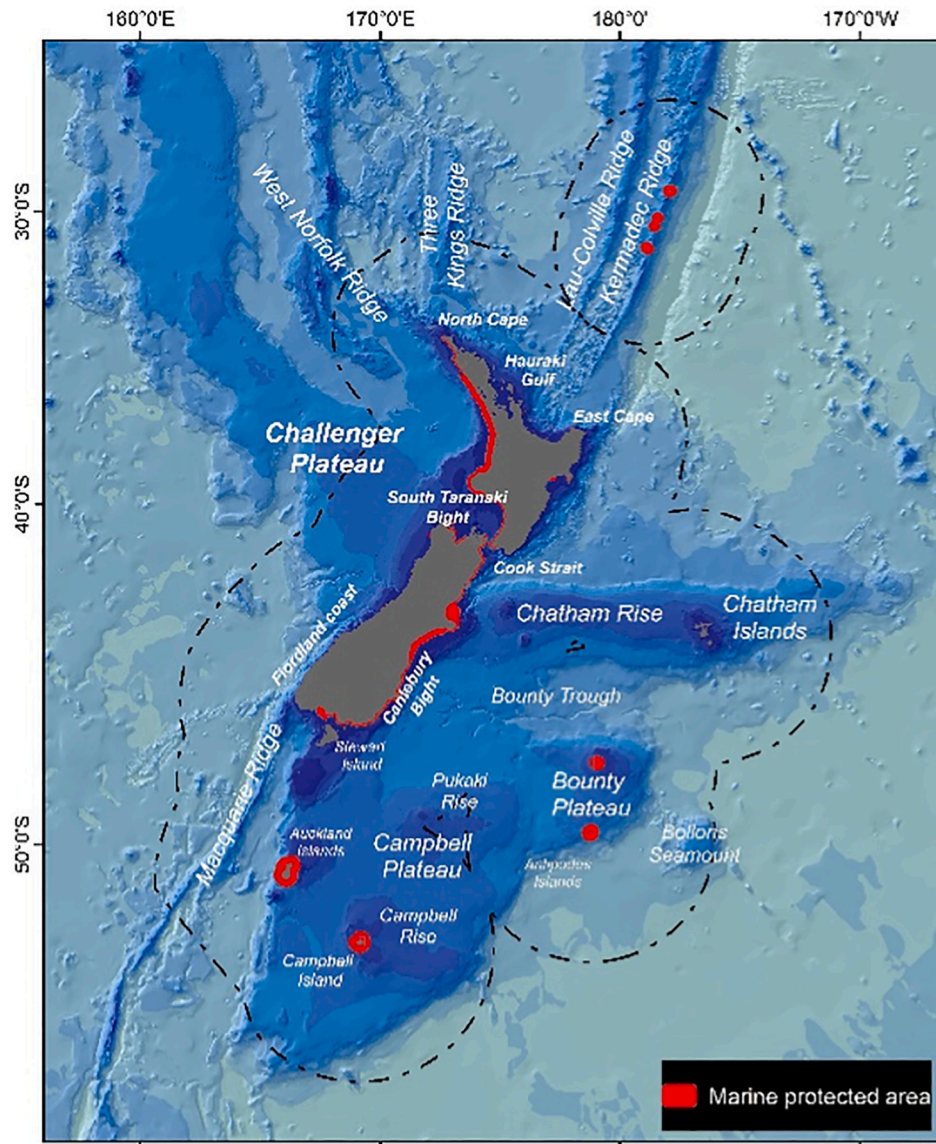 160°0'E
170°0'E
180°0'
170°0'W
30°0'S
40°0'S
50°0'S
West Norfolk Ridge
Three
Kings Ridge
Lau-Colville Ridge
Kermadec Ridge
North Cape
Hauraki
Gulf
East Cape
Challenger
Plateau
South Taranaki
Bight
Cook Strait
Chatham Rise
Chatham
Islands
Fiordland coast
Canterbury
Bight
Bounty Trough
Macquarie Ridge
Stewart
Island
Pukaki
Rise
Bounty
Plateau
Auckland
Islands
Campbell
Plateau
Antipodes
Islands
Bollons
Seamount
Campbell
Rise
Campbell
Island
Marine protected area